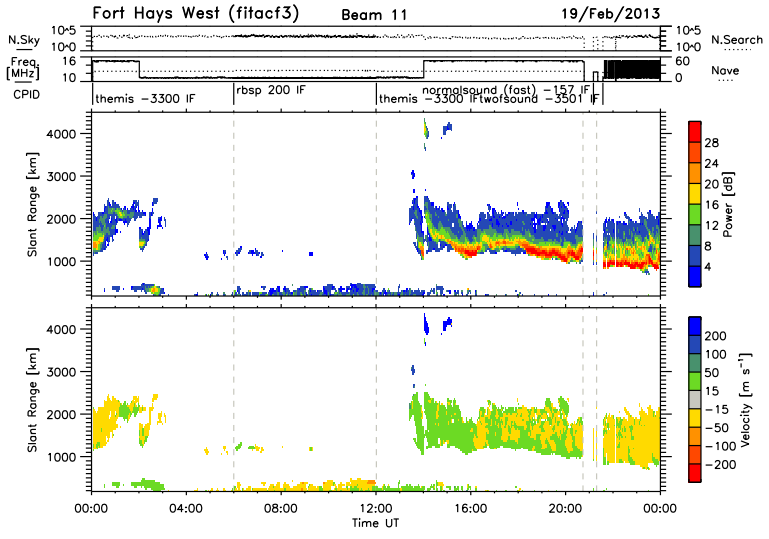 Fort Hays West (fitacf3) Beam 11 19/Feb/2013
N.Sky 10^5 10^0 10^5 10^0 N.Search
Freq. [MHz] 16 10 60 0 Nave
CPID
themis −3300 IF
rbsp 200 IF
normalsound (fast) −157 IF
themis −3300 IF twofsound −3501 IF
Slant Range [km]
4000
3000
2000
1000
Power [dB]
28
24
20
16
12
8
4
Slant Range [km]
4000
3000
2000
1000
Velocity [m s⁻¹]
200
100
50
15
−15
−50
−100
−200
00:00 04:00 08:00 12:00 16:00 20:00 00:00
Time UT